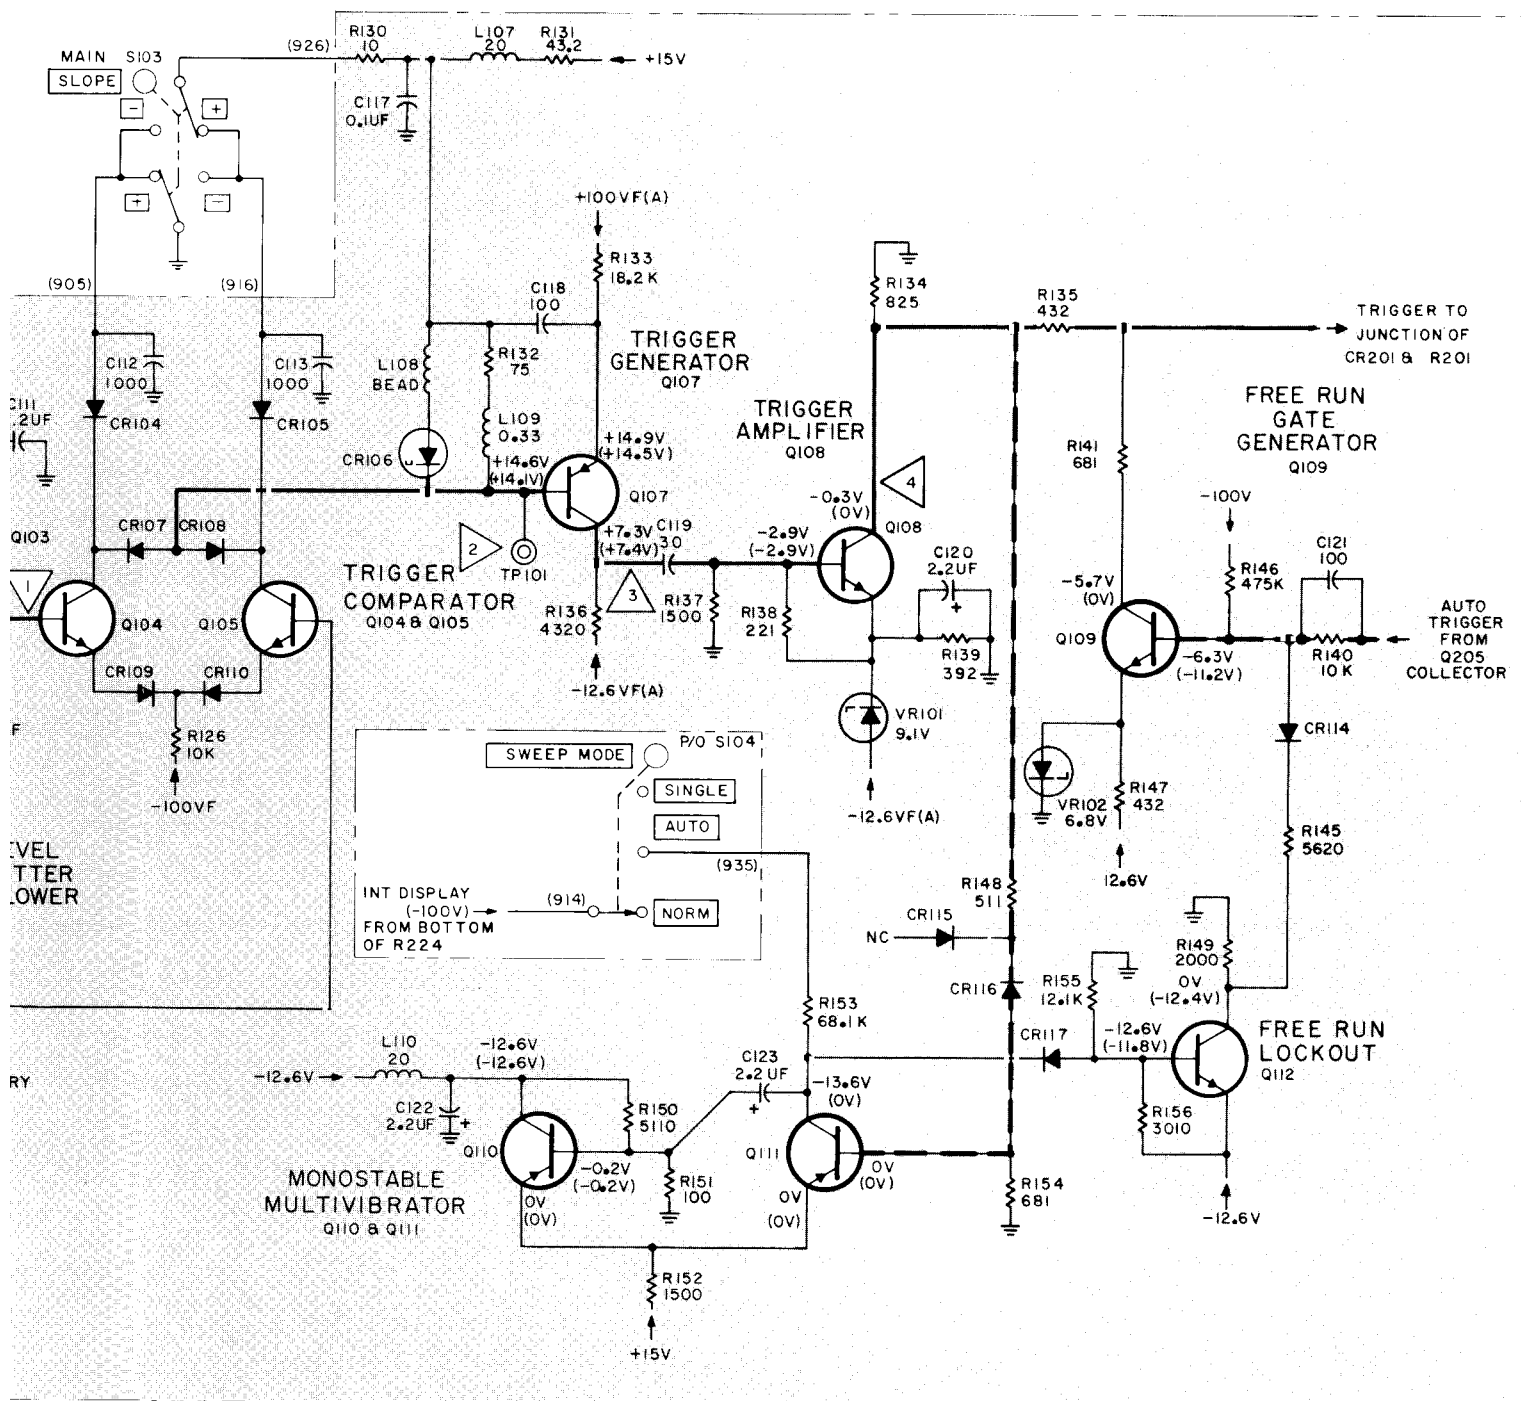 R130
10
L107
20
R131
43.2
(926)
+15V
MAIN
S103
SLOPE
-
+
C117
0.1UF
+
-
(905)
(916)
+100VF(A)
R133
18.2K
C118
100
R134
825
R135
432
TRIGGER TO
JUNCTION OF
CR201 & R201
C112
1000
C113
1000
L108
BEAD
R132
75
TRIGGER
GENERATOR
Q107
C111
.2UF
CR104
CR105
L109
0.33
TRIGGER
AMPLIFIER
Q108
FREE RUN
GATE
GENERATOR
Q109
CR106
+14.6V
(+14.1V)
+14.9V
(+14.5V)
R141
681
Q107
4
-0.3V
(0V)
Q108
-100V
Q103
CR107
CR108
2
TP101
+7.3V
(+7.4V)
C119
30
-2.9V
(-2.9V)
C120
2.2UF
+
R146
475K
C121
100
1
TRIGGER
COMPARATOR
Q104 & Q105
3
-5.7V
(0V)
Q104
Q105
R136
4320
R137
1500
R138
221
R139
392
Q109
-6.3V
(-11.2V)
R140
10K
AUTO
TRIGGER
FROM
Q205
COLLECTOR
CR109
CR110
-12.6VF(A)
VR101
9.1V
CR114
F
R126
10K
-100VF
P/O S104
SWEEP MODE
SINGLE
AUTO
(935)
-12.6VF(A)
VR102
6.8V
R147
432
12.6V
R145
5620
EVEL
TTER
LOWER
INT DISPLAY
(-100V)
FROM BOTTOM
OF R224
(914)
NORM
R148
511
CR115
NC
R149
2000
0V
(-12.4V)
CR116
R155
12.1K
R153
68.1K
CR117
-12.6V
(-11.8V)
FREE RUN
LOCKOUT
Q112
RY
-12.6V
L110
20
-12.6V
(-12.6V)
C123
2.2UF
+
-13.6V
(0V)
C122
2.2UF
+
R150
5110
R156
3010
Q110
-0.2V
(-0.2V)
R151
100
Q111
0V
(0V)
MONOSTABLE
MULTIVIBRATOR
Q110 & Q111
0V
(0V)
0V
(0V)
R154
681
-12.6V
R152
1500
+15V